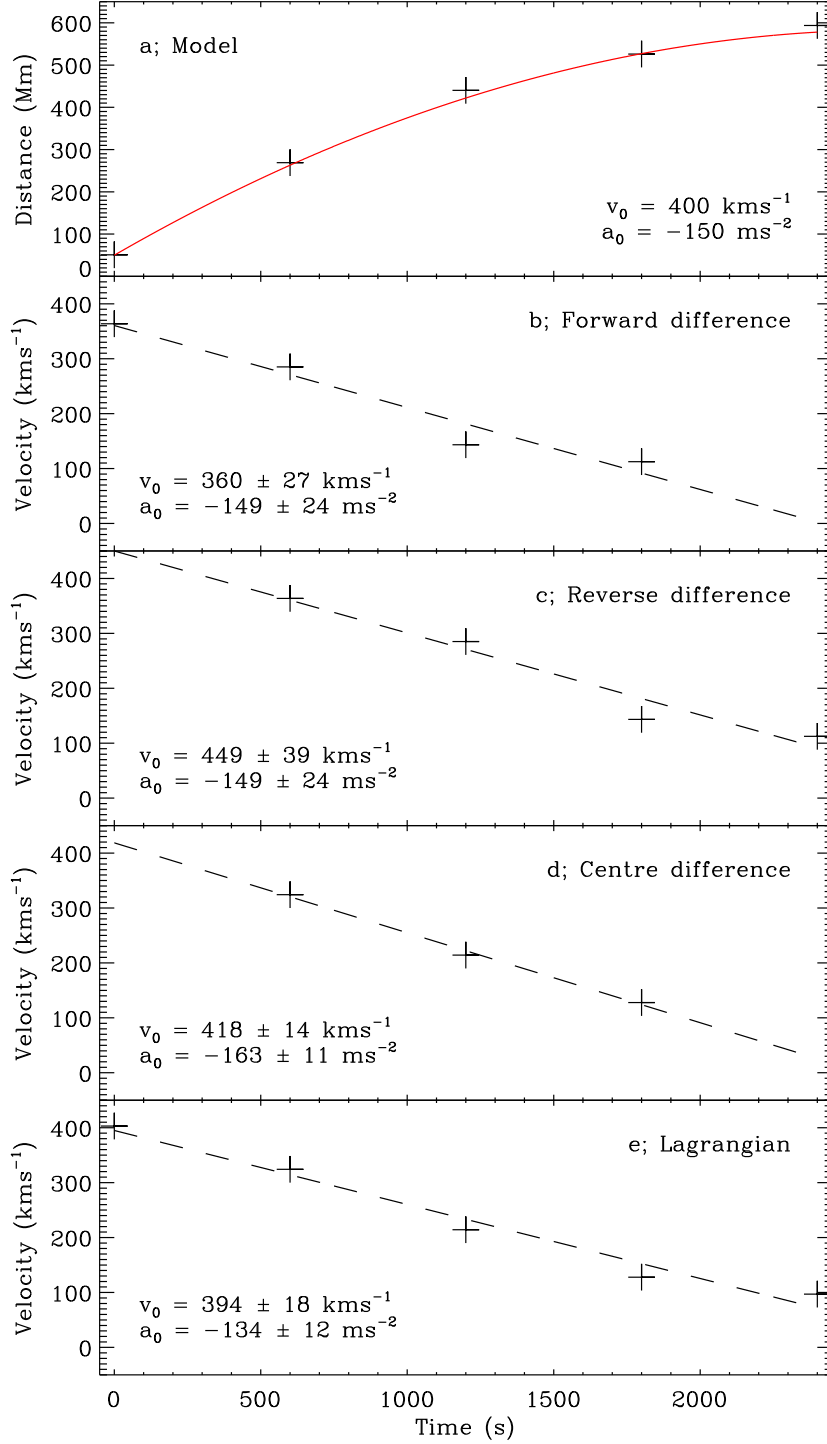 600
500
400
300
200
100
0
Distance (Mm)
a; Model
v₀ = 400 kms⁻¹
a₀ = −150 ms⁻²
400
300
200
100
0
Velocity (kms⁻¹)
b; Forward difference
v₀ = 360 ± 27 kms⁻¹
a₀ = −149 ± 24 ms⁻²
400
300
200
100
0
Velocity (kms⁻¹)
c; Reverse difference
v₀ = 449 ± 39 kms⁻¹
a₀ = −149 ± 24 ms⁻²
400
300
200
100
0
Velocity (kms⁻¹)
d; Centre difference
v₀ = 418 ± 14 kms⁻¹
a₀ = −163 ± 11 ms⁻²
400
300
200
100
0
Velocity (kms⁻¹)
e; Lagrangian
v₀ = 394 ± 18 kms⁻¹
a₀ = −134 ± 12 ms⁻²
0 500 1000 1500 2000
Time (s)